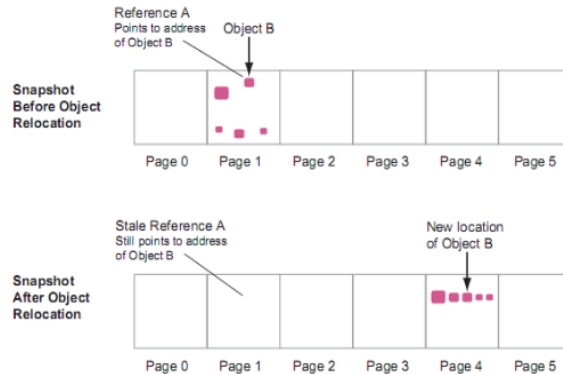 Reference A
Points to address
of Object B
Object B
Snapshot
Before Object
Relocation
Page 0 Page 1 Page 2 Page 3 Page 4 Page 5
Stale Reference A
Still points to address
of Object B
New location
of Object B
Snapshot
After Object
Relocation
Page 0 Page 1 Page 2 Page 3 Page 4 Page 5